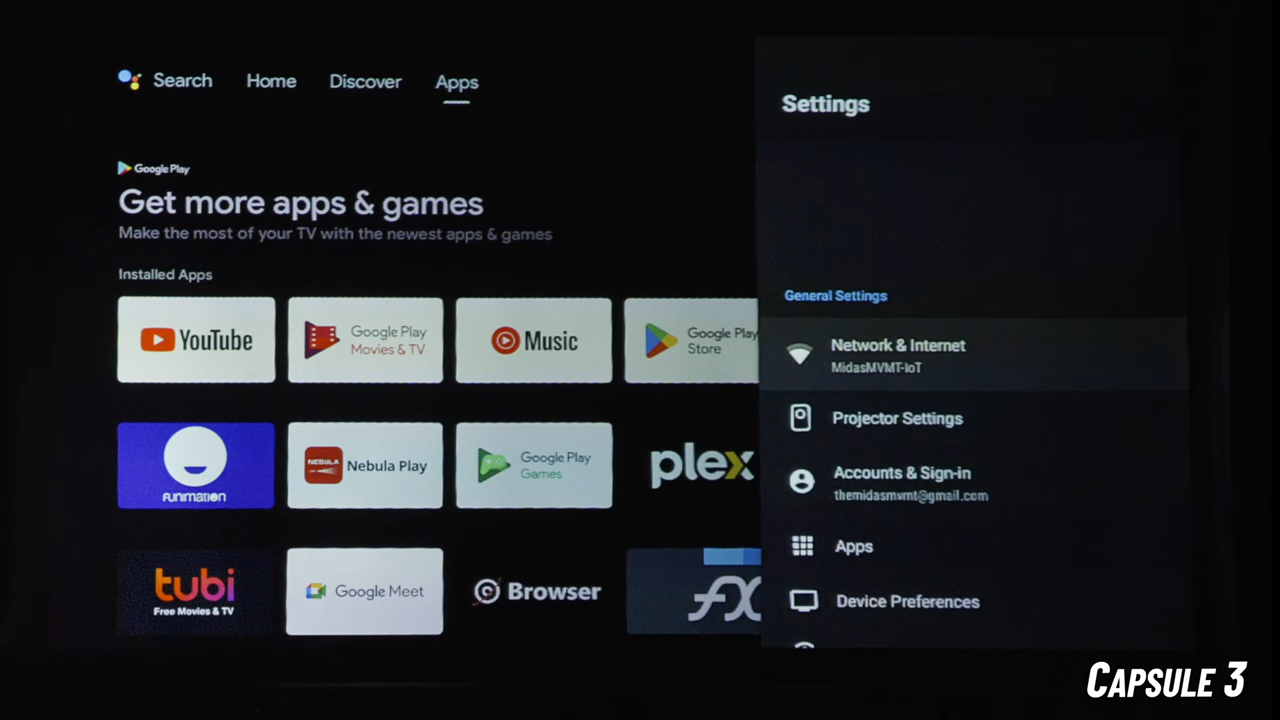 Search Home Discover Apps
Google Play
Get more apps & games
Make the most of your TV with the newest apps & games
Installed Apps
YouTube
Google Play
Movies & TV
Music
Google Play
Store
FUNIMATION
NEBULA
Nebula Play
Google Play
Games
plex
tubi
Free Movies & TV
Google Meet
Browser
FX
Settings
General Settings
Network & Internet
MidasMVMT-IoT
Projector Settings
Accounts & Sign-in
themidasmvmt@gmail.com
Apps
Device Preferences
CAPSULE 3